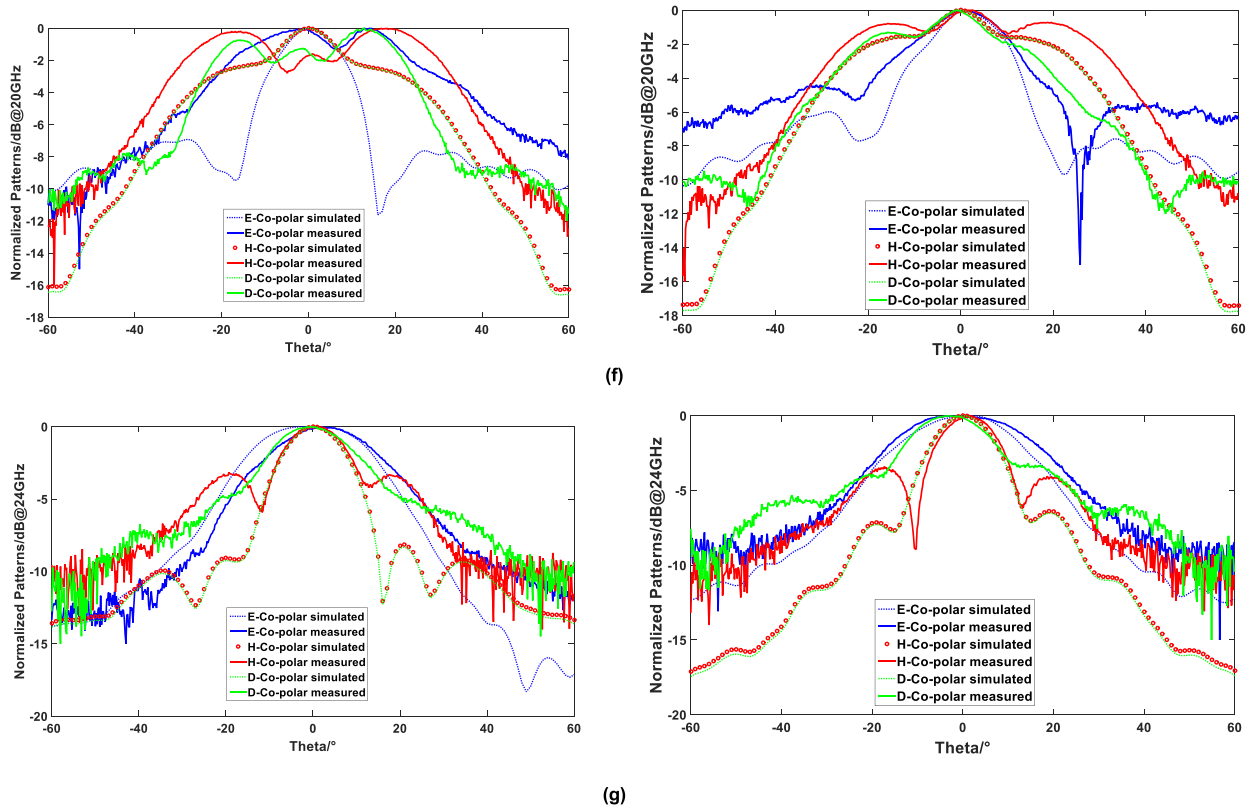 Normalized Patterns/dB@20GHz
0
-2
-4
-6
-8
-10
-12
-14
-16
-18
-60
-40
-20
0
20
40
60
Theta/°
E-Co-polar simulated
E-Co-polar measured
H-Co-polar simulated
H-Co-polar measured
D-Co-polar simulated
D-Co-polar measured
Normalized Patterns/dB@20GHz
0
-2
-4
-6
-8
-10
-12
-14
-16
-18
-60
-40
-20
0
20
40
60
Theta/°
E-Co-polar simulated
E-Co-polar measured
H-Co-polar simulated
H-Co-polar measured
D-Co-polar simulated
D-Co-polar measured
(f)
Normalized Patterns/dB@24GHz
0
-5
-10
-15
-20
-60
-40
-20
0
20
40
60
Theta/°
E-Co-polar simulated
E-Co-polar measured
H-Co-polar simulated
H-Co-polar measured
D-Co-polar simulated
D-Co-polar measured
Normalized Patterns/dB@24GHz
0
-5
-10
-15
-20
-60
-40
-20
0
20
40
60
Theta/°
E-Co-polar simulated
E-Co-polar measured
H-Co-polar simulated
H-Co-polar measured
D-Co-polar simulated
D-Co-polar measured
(g)